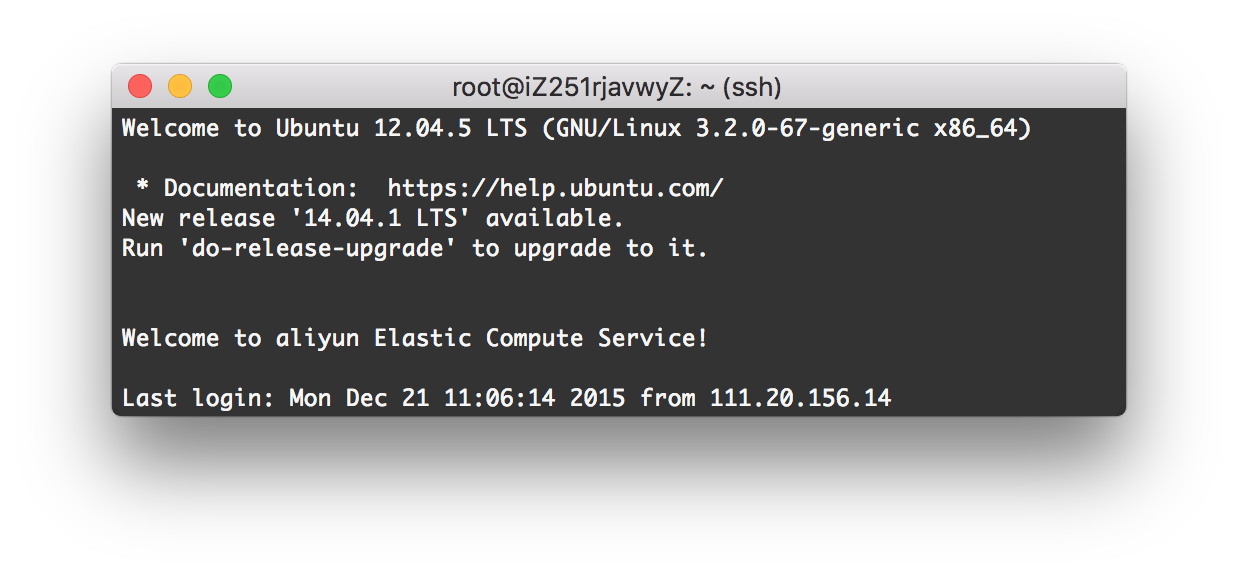 root@iZ251rjavwyZ: ~ (ssh)
Welcome to Ubuntu 12.04.5 LTS (GNU/Linux 3.2.0-67-generic x86_64)
* Documentation:  https://help.ubuntu.com/
New release '14.04.1 LTS' available.
Run 'do-release-upgrade' to upgrade to it.
Welcome to aliyun Elastic Compute Service!
Last login: Mon Dec 21 11:06:14 2015 from 111.20.156.14